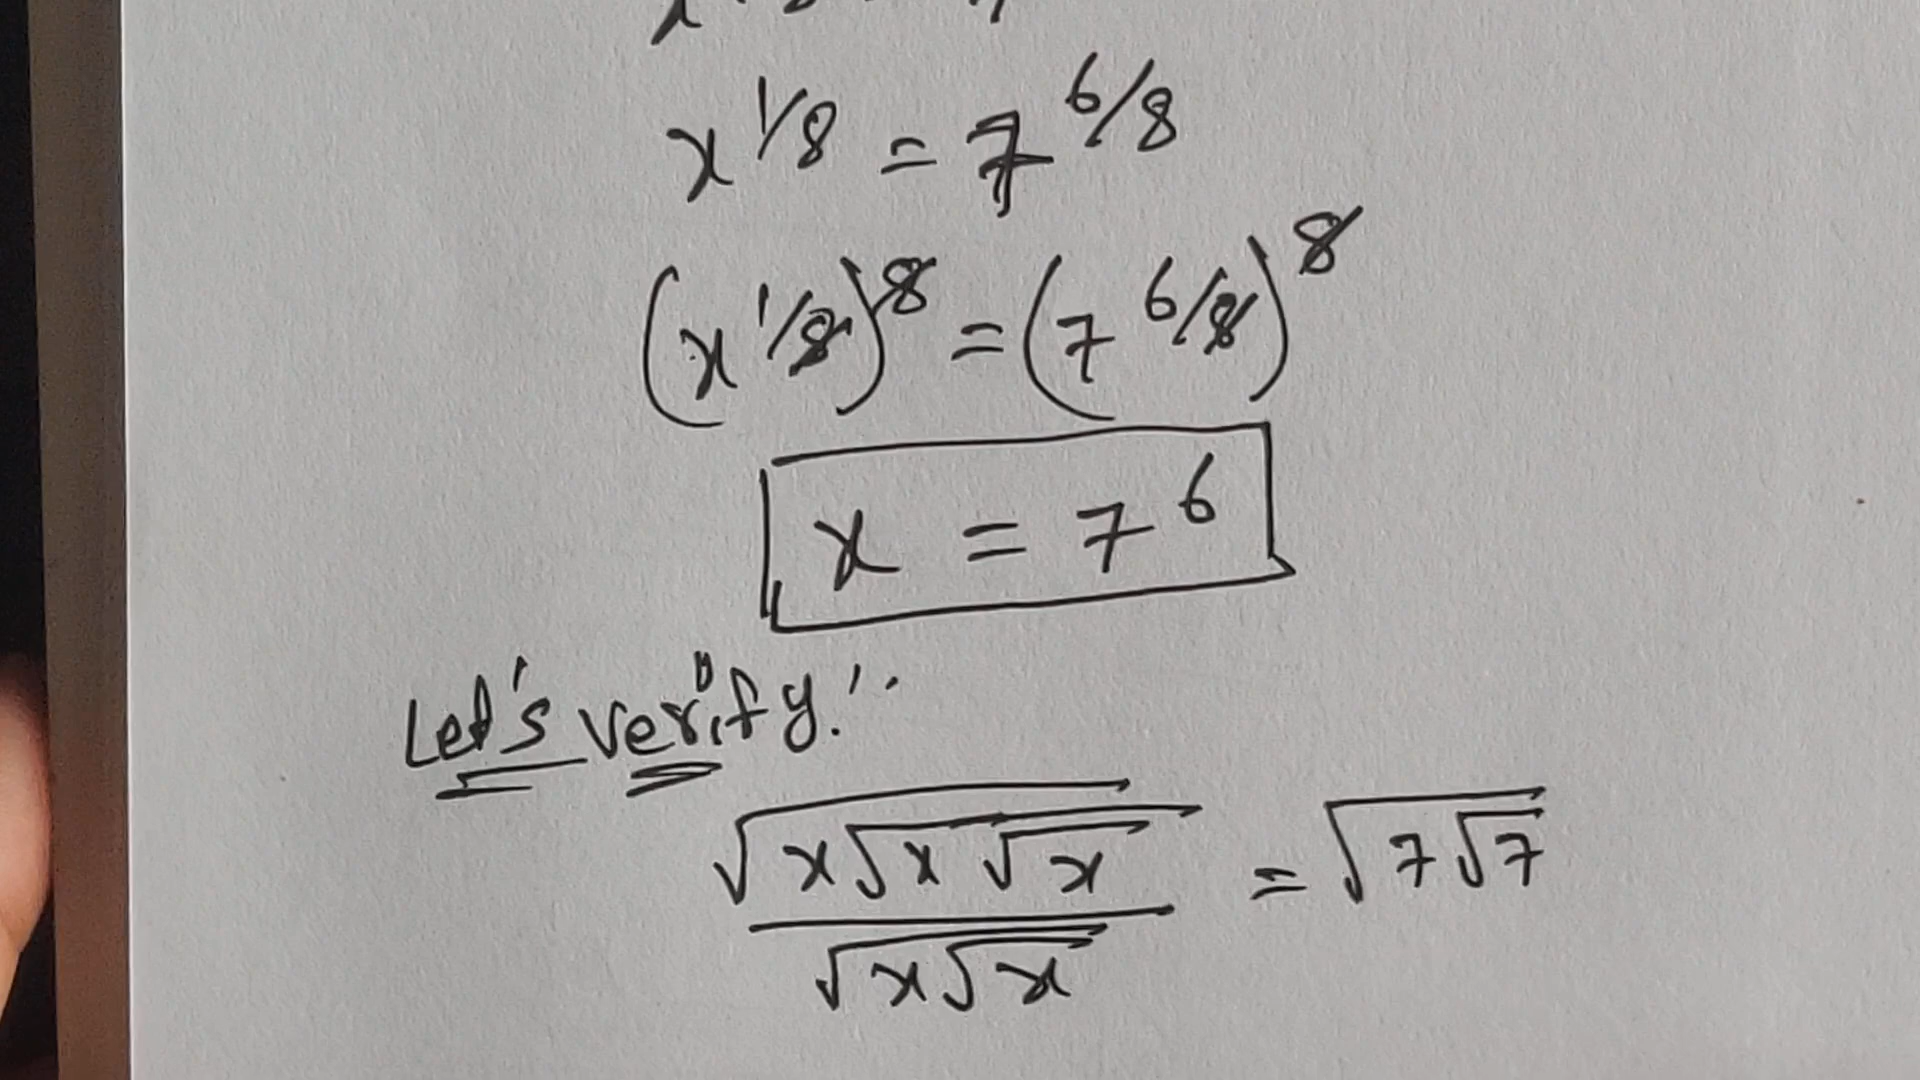 x^{1/8} = 7^{6/8}
(x^{1/8})^8 = (7^{6/8})^8
x = 7^6
Let's verify!
√(x√(x√x)) / √(x√x) = √(7√7)